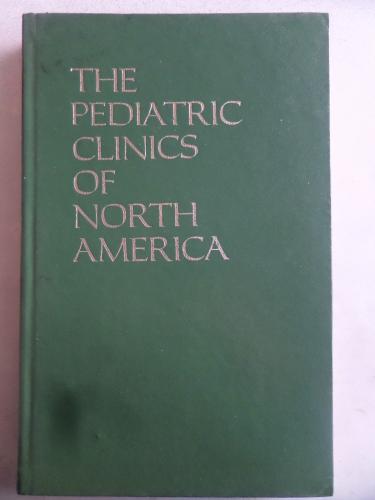 THE
PEDIATRIC
CLINICS
OF
NORTH
AMERICA